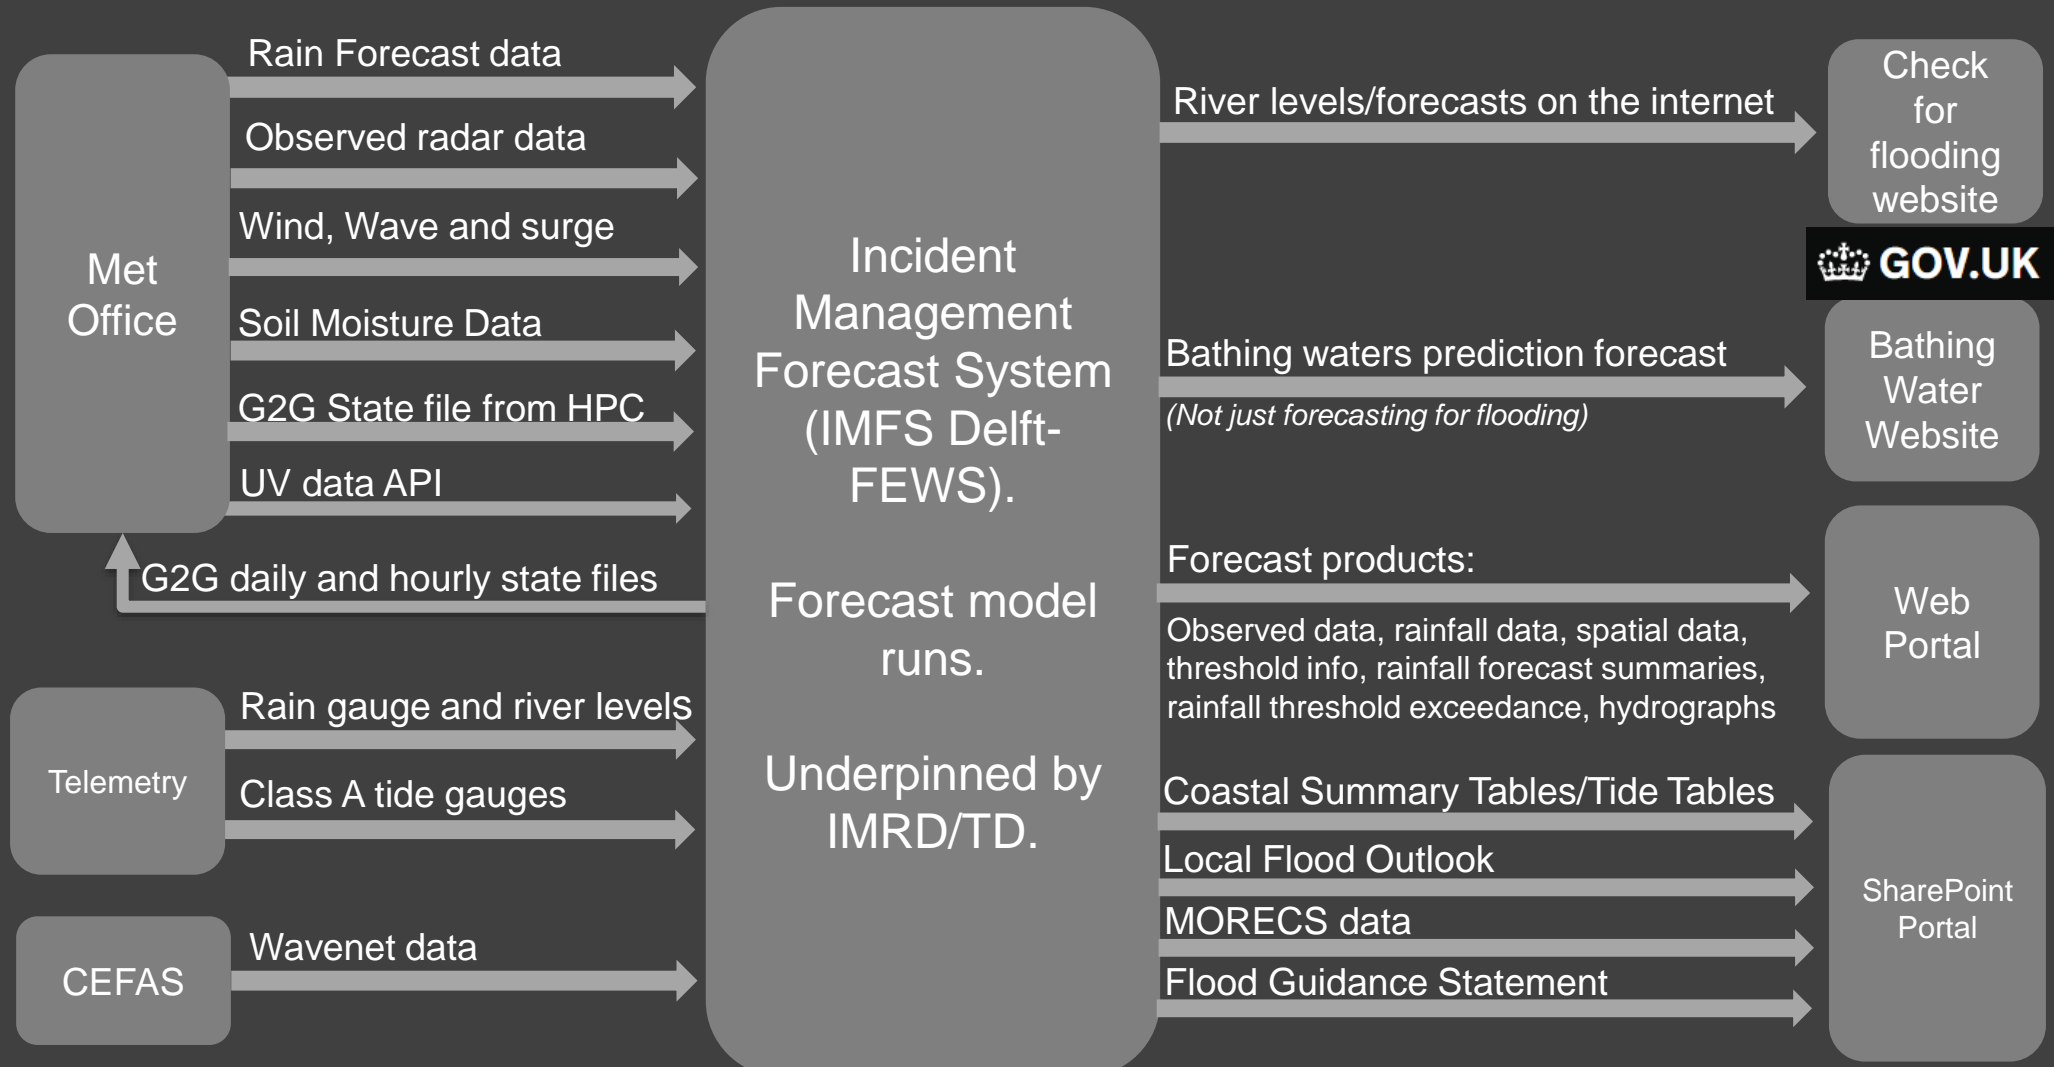 Met
Office
Rain Forecast data
Observed radar data
Wind, Wave and surge
Soil Moisture Data
G2G State file from HPC
UV data API
G2G daily and hourly state files
Telemetry
Rain gauge and river levels
Class A tide gauges
CEFAS
Wavenet data
Incident
Management
Forecast System
(IMFS Delft-
FEWS).
Forecast model
runs.
Underpinned by
IMRD/TD.
River levels/forecasts on the internet
Check
for
flooding
website
GOV.UK
Bathing waters prediction forecast
(Not just forecasting for flooding)
Bathing
Water
Website
Forecast products:
Observed data, rainfall data, spatial data,
threshold info, rainfall forecast summaries,
rainfall threshold exceedance, hydrographs
Web
Portal
Coastal Summary Tables/Tide Tables
Local Flood Outlook
MORECS data
Flood Guidance Statement
SharePoint
Portal